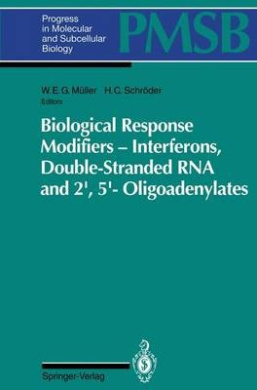 Progress in
Molecular and
Subcellular
Biology
PMSB
W.E.G. Müller H.C. Schröder
Editors
Biological Response
Modifiers – Interferons,
Double-Stranded RNA
and 2', 5'- Oligoadenylates
Springer-Verlag